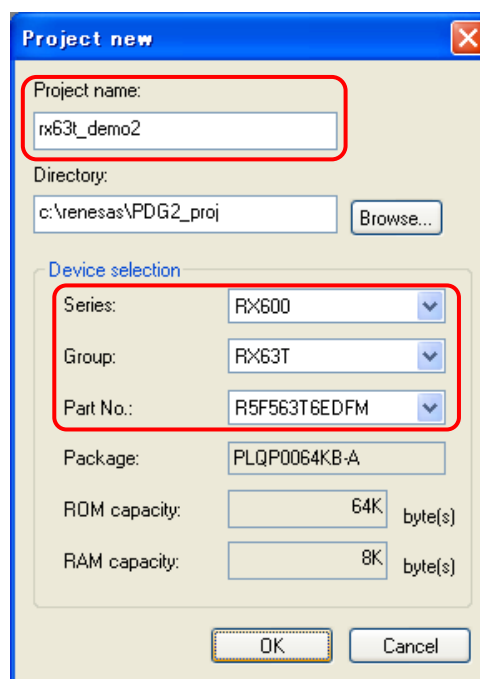 Project new
Project name:
rx63t_demo2
Directory:
c:\renesas\PDG2_proj
Browse...
Device selection
Series:
RX600
Group:
RX63T
Part No.:
R5F563T6EDFM
Package:
PLQP0064KB-A
ROM capacity:
64K
byte(s)
RAM capacity:
8K
byte(s)
OK
Cancel